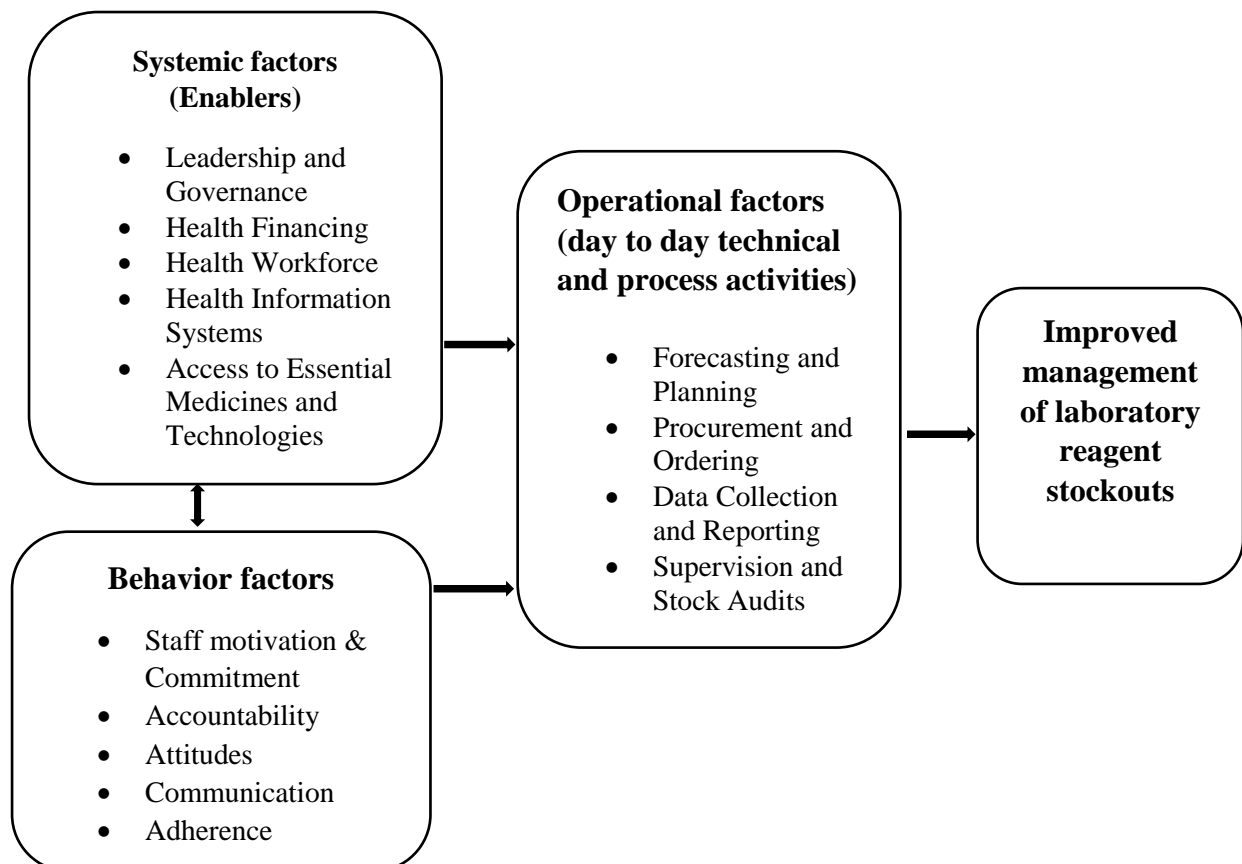 Systemic factors
(Enablers)
• Leadership and
Governance
• Health Financing
• Health Workforce
• Health Information
Systems
• Access to Essential
Medicines and
Technologies
Behavior factors
• Staff motivation &
Commitment
• Accountability
• Attitudes
• Communication
• Adherence
Operational factors
(day to day technical
and process activities)
• Forecasting and
Planning
• Procurement and
Ordering
• Data Collection
and Reporting
• Supervision and
Stock Audits
Improved
management
of laboratory
reagent
stockouts